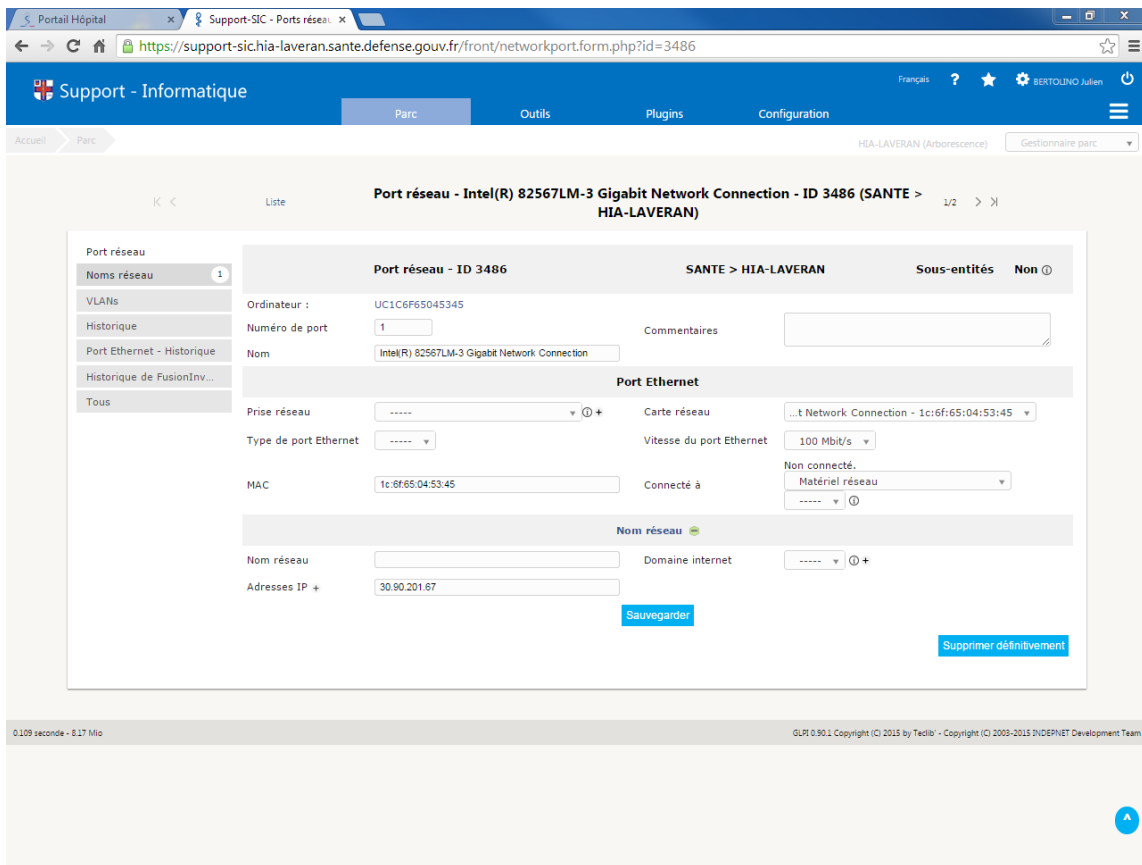 Portail Hôpital × Support-SIC - Ports réseau ×
https://support-sic.hia-laveran.sante.defense.gouv.fr/front/networkport.form.php?id=3486
Français ? BERTOLINO Julien
Support - Informatique
Parc Outils Plugins Configuration
Accueil Parc HIA-LAVERAN (Arborescence) Gestionnaire parc
Liste Port réseau - Intel(R) 82567LM-3 Gigabit Network Connection - ID 3486 (SANTE > 1/2
HIA-LAVERAN)
Port réseau
Noms réseau 1
VLANs
Historique
Port Ethernet - Historique
Historique de FusionInv...
Tous
Port réseau - ID 3486 SANTE > HIA-LAVERAN Sous-entités Non
Ordinateur : UC1C6F65045345
Numéro de port 1 Commentaires
Nom Intel(R) 82567LM-3 Gigabit Network Connection
Port Ethernet
Prise réseau ----- + Carte réseau ...t Network Connection - 1c:6f:65:04:53:45
Type de port Ethernet ----- Vitesse du port Ethernet 100 Mbit/s
Non connecté.
MAC 1c:6f:65:04:53:45 Connecté à Matériel réseau
-----
Nom réseau
Nom réseau Domaine internet ----- +
Adresses IP + 30.90.201.67
Sauvegarder
Supprimer définitivement
0.109 seconde - 8.17 Mio GLPI 0.90.1 Copyright (C) 2015 by Teclib' - Copyright (C) 2003-2015 INDEPNET Development Team